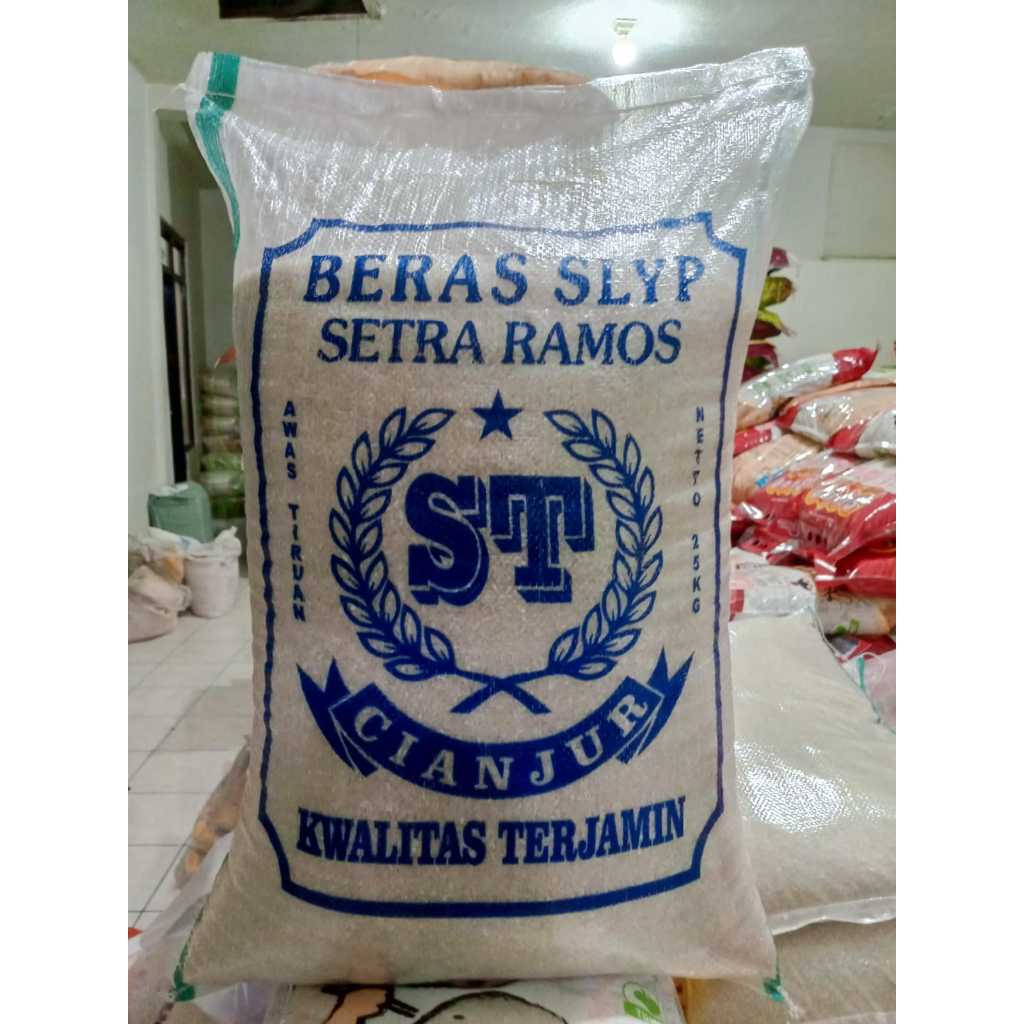 BERAS SLYP
SETRA RAMOS
AWAS TIRUAN
NETTO 25KG
ST
CIANJUR
KWALITAS TERJAMIN